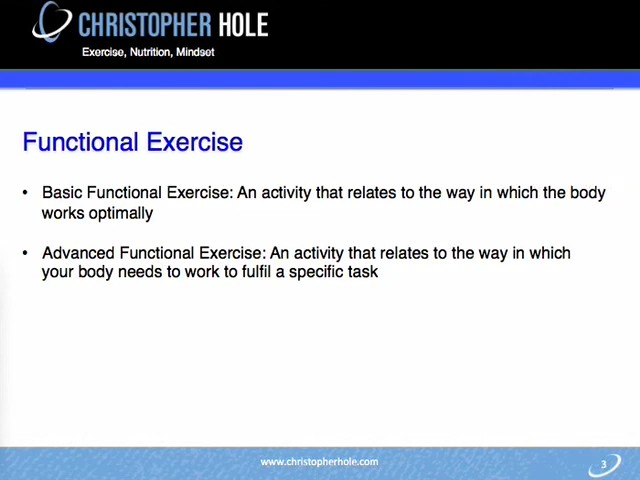 CHRISTOPHER HOLE
Exercise, Nutrition, Mindset
Functional Exercise
• Basic Functional Exercise: An activity that relates to the way in which the body
works optimally
• Advanced Functional Exercise: An activity that relates to the way in which
your body needs to work to fulfil a specific task
www.christopherhole.com
3